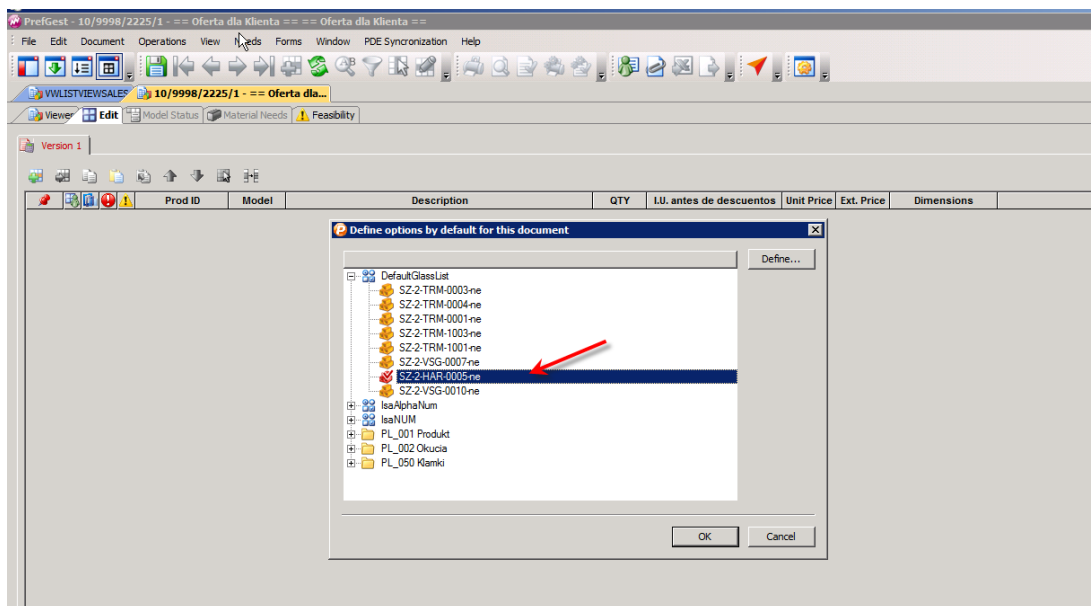 PrefGest - 10/9998/2225/1 - == Oferta dla Klienta == == Oferta dla Klienta ==
File Edit Document Operations View Needs Forms Window PDE Syncronization Help
VWLISTVIEWSALES 10/9998/2225/1 - == Oferta dla...
Viewer Edit Model Status Material Needs Feasibility
Version 1
Prod ID Model Description QTY I.U. antes de descuentos Unit Price Ext. Price Dimensions
Define options by default for this document
Define...
DefaultGlassList
SZ-2-TRM-0003-ne
SZ-2-TRM-0004-ne
SZ-2-TRM-0001-ne
SZ-2-TRM-1003-ne
SZ-2-TRM-1001-ne
SZ-2-VSG-0007-ne
SZ-2-HAR-0005-ne
SZ-2-VSG-0010-ne
IsaAlphaNum
IsaNUM
PL_001 Produkt
PL_002 Okucia
PL_050 Klamki
OK Cancel